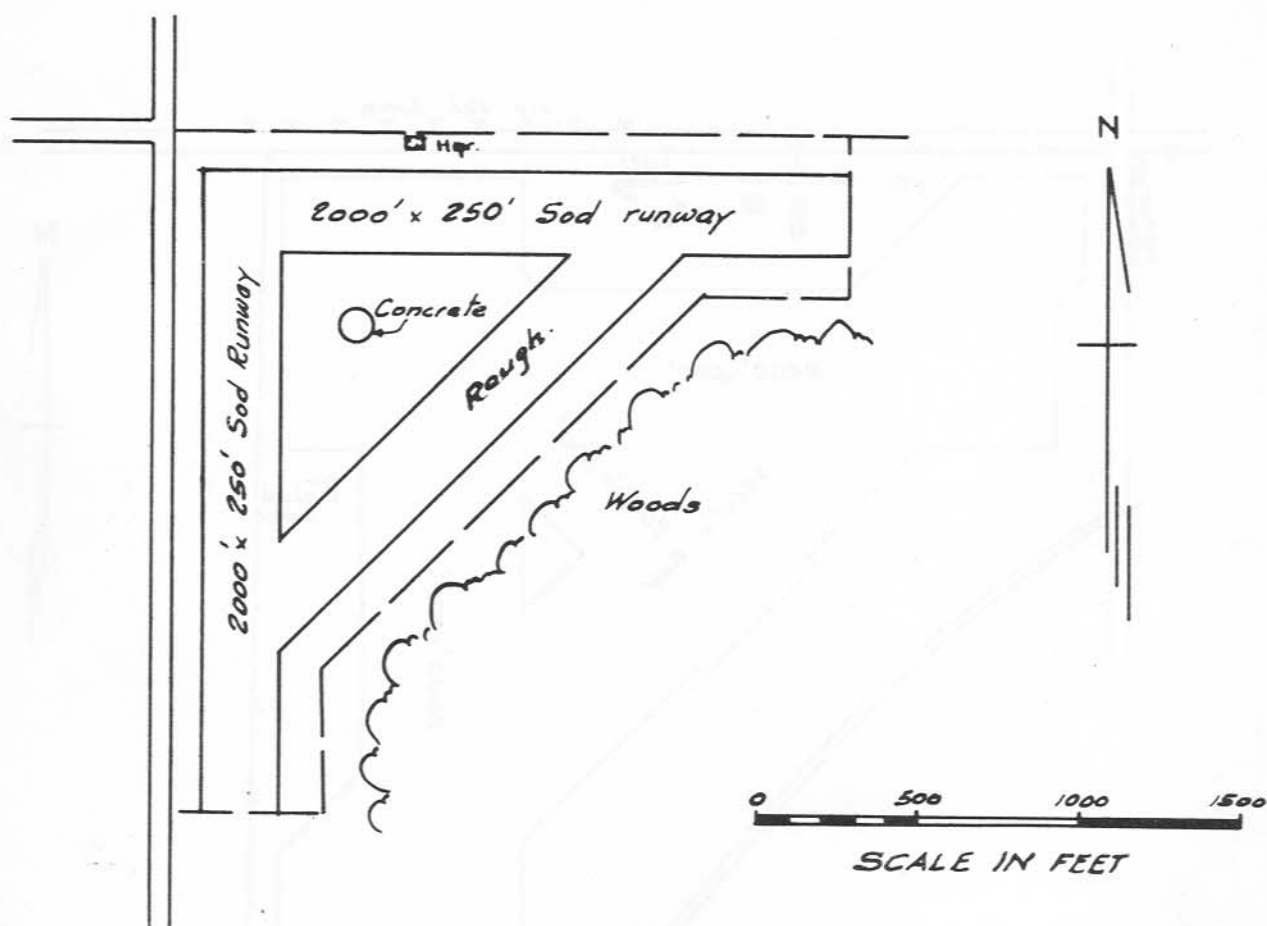 N
Hgr.
2000' x 250' Sod runway
Concrete
Rough.
2000' x 250' Sod Runway
Woods
0 500 1000 1500
SCALE IN FEET